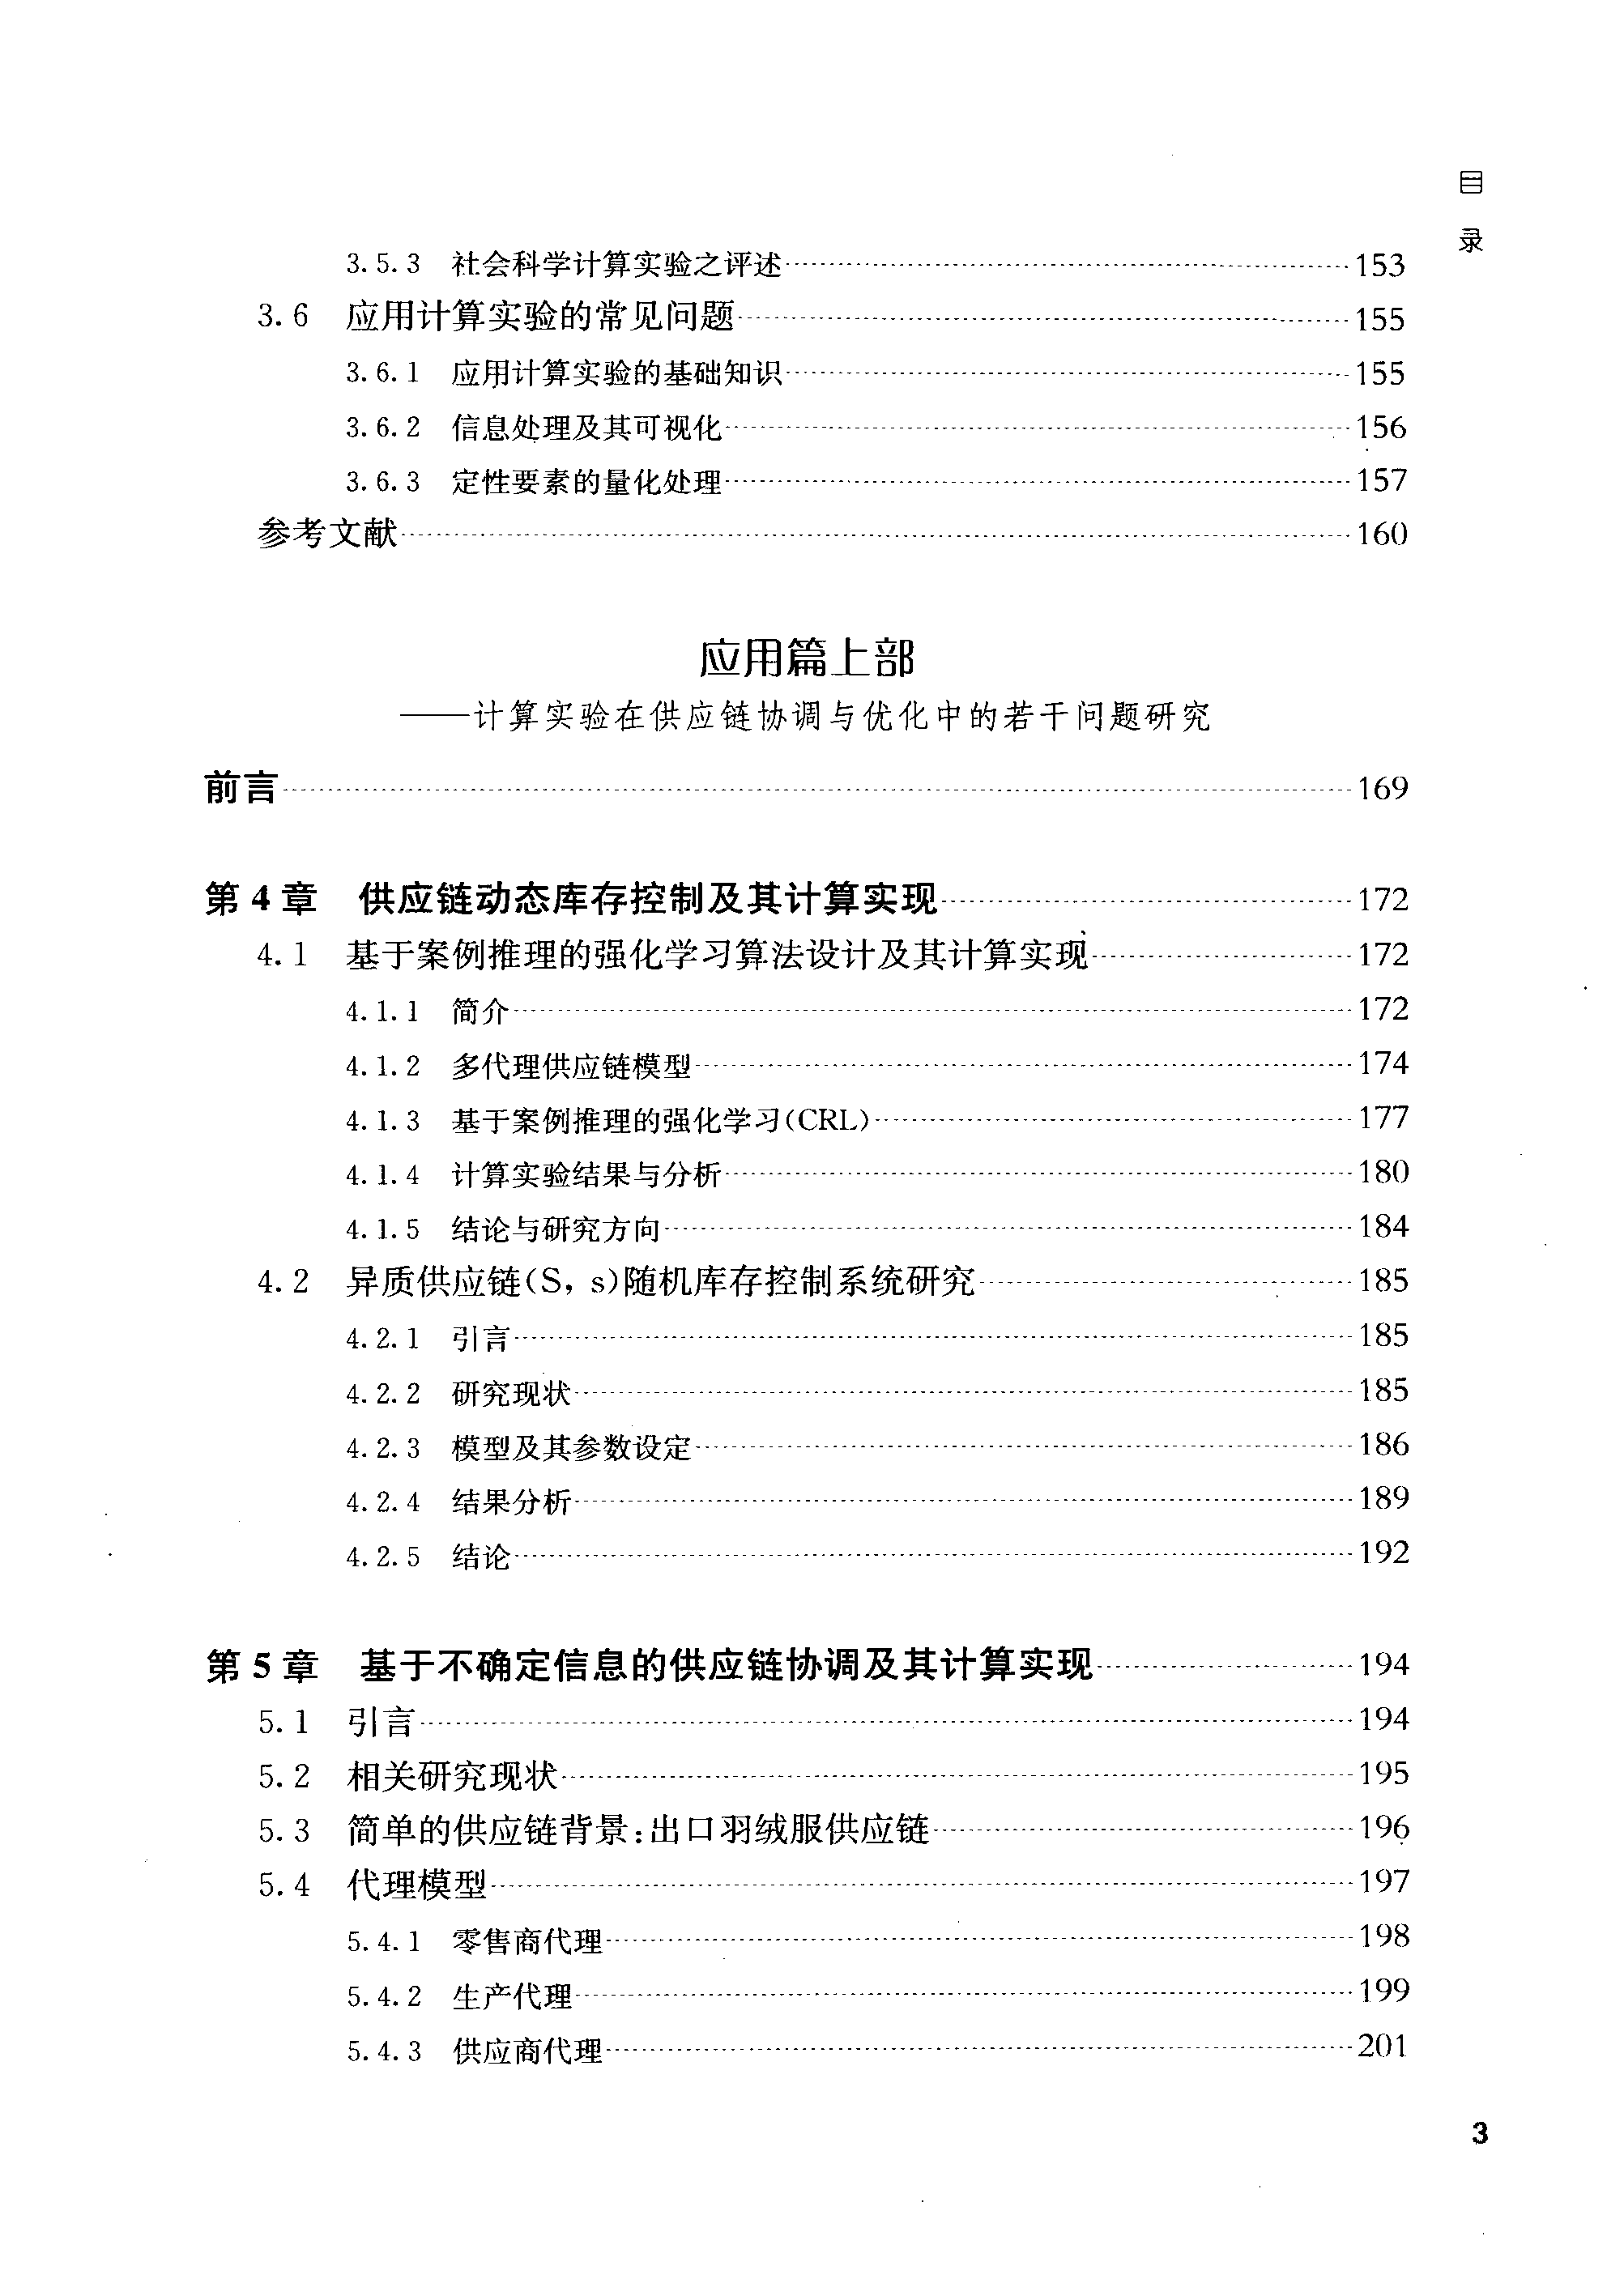 目
录
3.5.3 社会科学计算实验之评述……153
3.6 应用计算实验的常见问题……155
3.6.1 应用计算实验的基础知识……155
3.6.2 信息处理及其可视化……156
3.6.3 定性要素的量化处理……157
参考文献……160
应用篇上部
——计算实验在供应链协调与优化中的若干问题研究
前言……169
第4章 供应链动态库存控制及其计算实现……172
4.1 基于案例推理的强化学习算法设计及其计算实现……172
4.1.1 简介……172
4.1.2 多代理供应链模型……174
4.1.3 基于案例推理的强化学习(CRL)……177
4.1.4 计算实验结果与分析……180
4.1.5 结论与研究方向……184
4.2 异质供应链(S, s)随机库存控制系统研究……185
4.2.1 引言……185
4.2.2 研究现状……185
4.2.3 模型及其参数设定……186
4.2.4 结果分析……189
4.2.5 结论……192
第5章 基于不确定信息的供应链协调及其计算实现……194
5.1 引言……194
5.2 相关研究现状……195
5.3 简单的供应链背景:出口羽绒服供应链……196
5.4 代理模型……197
5.4.1 零售商代理……198
5.4.2 生产代理……199
5.4.3 供应商代理……201
3